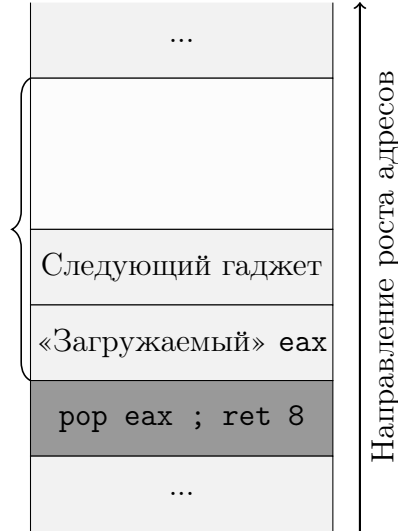 ...
Следующий гаджет
«Загружаемый» eax
pop eax ; ret 8
...
Направление роста адресов